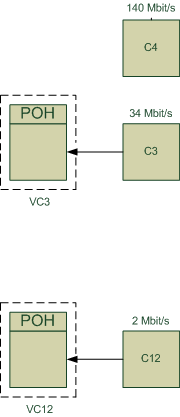 140 Mbit/s
C4
POH
34 Mbit/s
C3
VC3
POH
2 Mbit/s
C12
VC12